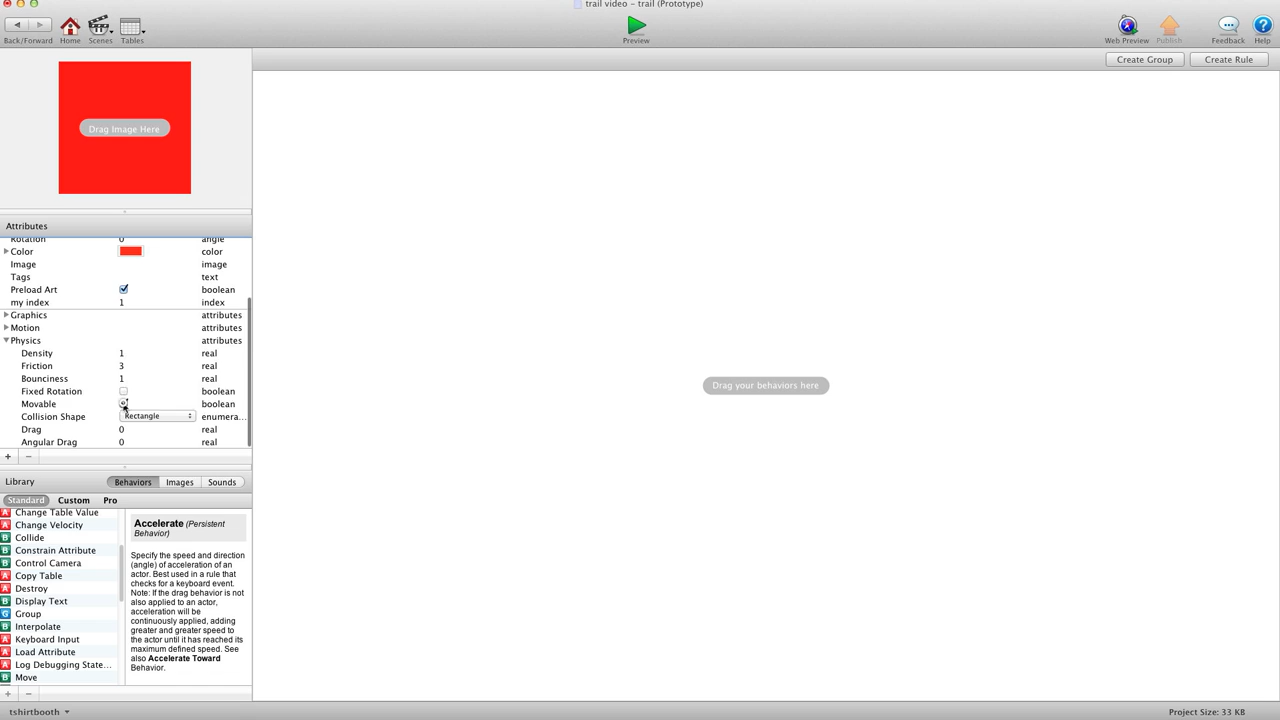 trail video – trail (Prototype)
Back/Forward Home Scenes Tables Preview Web Preview Publish Feedback Help
Create Group Create Rule
Drag Image Here
Attributes
Rotation 0 angle
Color color
Image image
Tags text
Preload Art boolean
my index 1 index
Graphics attributes
Motion attributes
Physics attributes
Density 1 real
Friction 3 real
Bounciness 1 real
Fixed Rotation boolean
Movable boolean
Collision Shape Rectangle enumera...
Drag 0 real
Angular Drag 0 real
Drag your behaviors here
Library Behaviors Images Sounds
Standard Custom Pro
Change Table Value
Change Velocity
Collide
Constrain Attribute
Control Camera
Copy Table
Destroy
Display Text
Group
Interpolate
Keyboard Input
Load Attribute
Log Debugging State...
Move
Accelerate (Persistent
Behavior)
Specify the speed and direction
(angle) of acceleration of an
actor. Best used in a rule that
checks for a keyboard event.
Note: If the drag behavior is not
also applied to an actor,
acceleration will be
continuously applied, adding
greater and greater speed to
the actor until it has reached its
maximum defined speed. See
also Accelerate Toward
Behavior.
tshirtbooth
Project Size: 33 KB